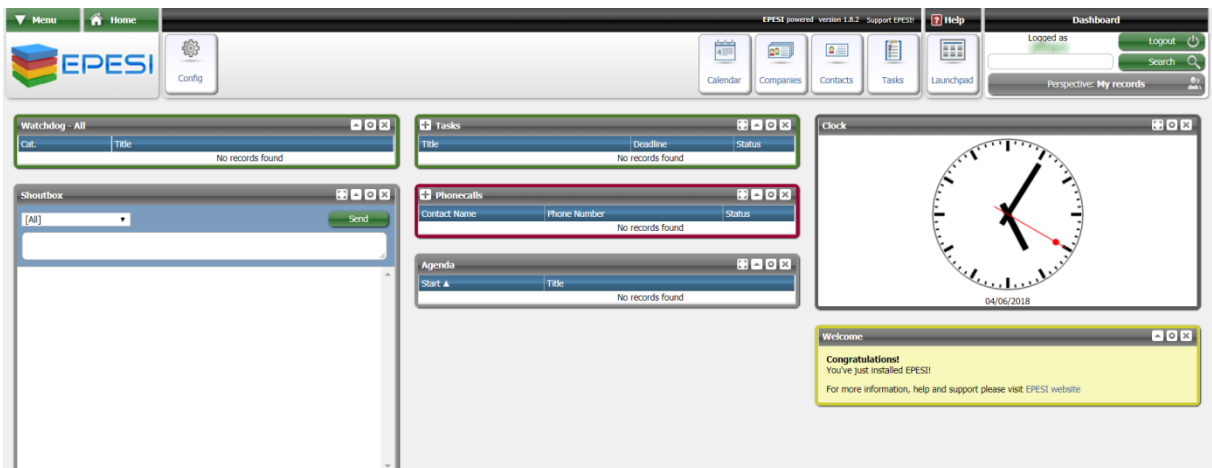 Menu
Home
EPESI powered version 1.8.2 Support EPESI!
Help
Dashboard
EPESI
Config
Calendar
Companies
Contacts
Tasks
Launchpad
Logged as
Logout
Search
Perspective: My records
Watchdog - All
Cat. Title
No records found
Shoutbox
[All]
Send
Tasks
Title Deadline Status
No records found
Phonecalls
Contact Name Phone Number Status
No records found
Agenda
Start ▲ Title
No records found
Clock
04/06/2018
Welcome
Congratulations!
You've just installed EPESI!
For more information, help and support please visit EPESI website